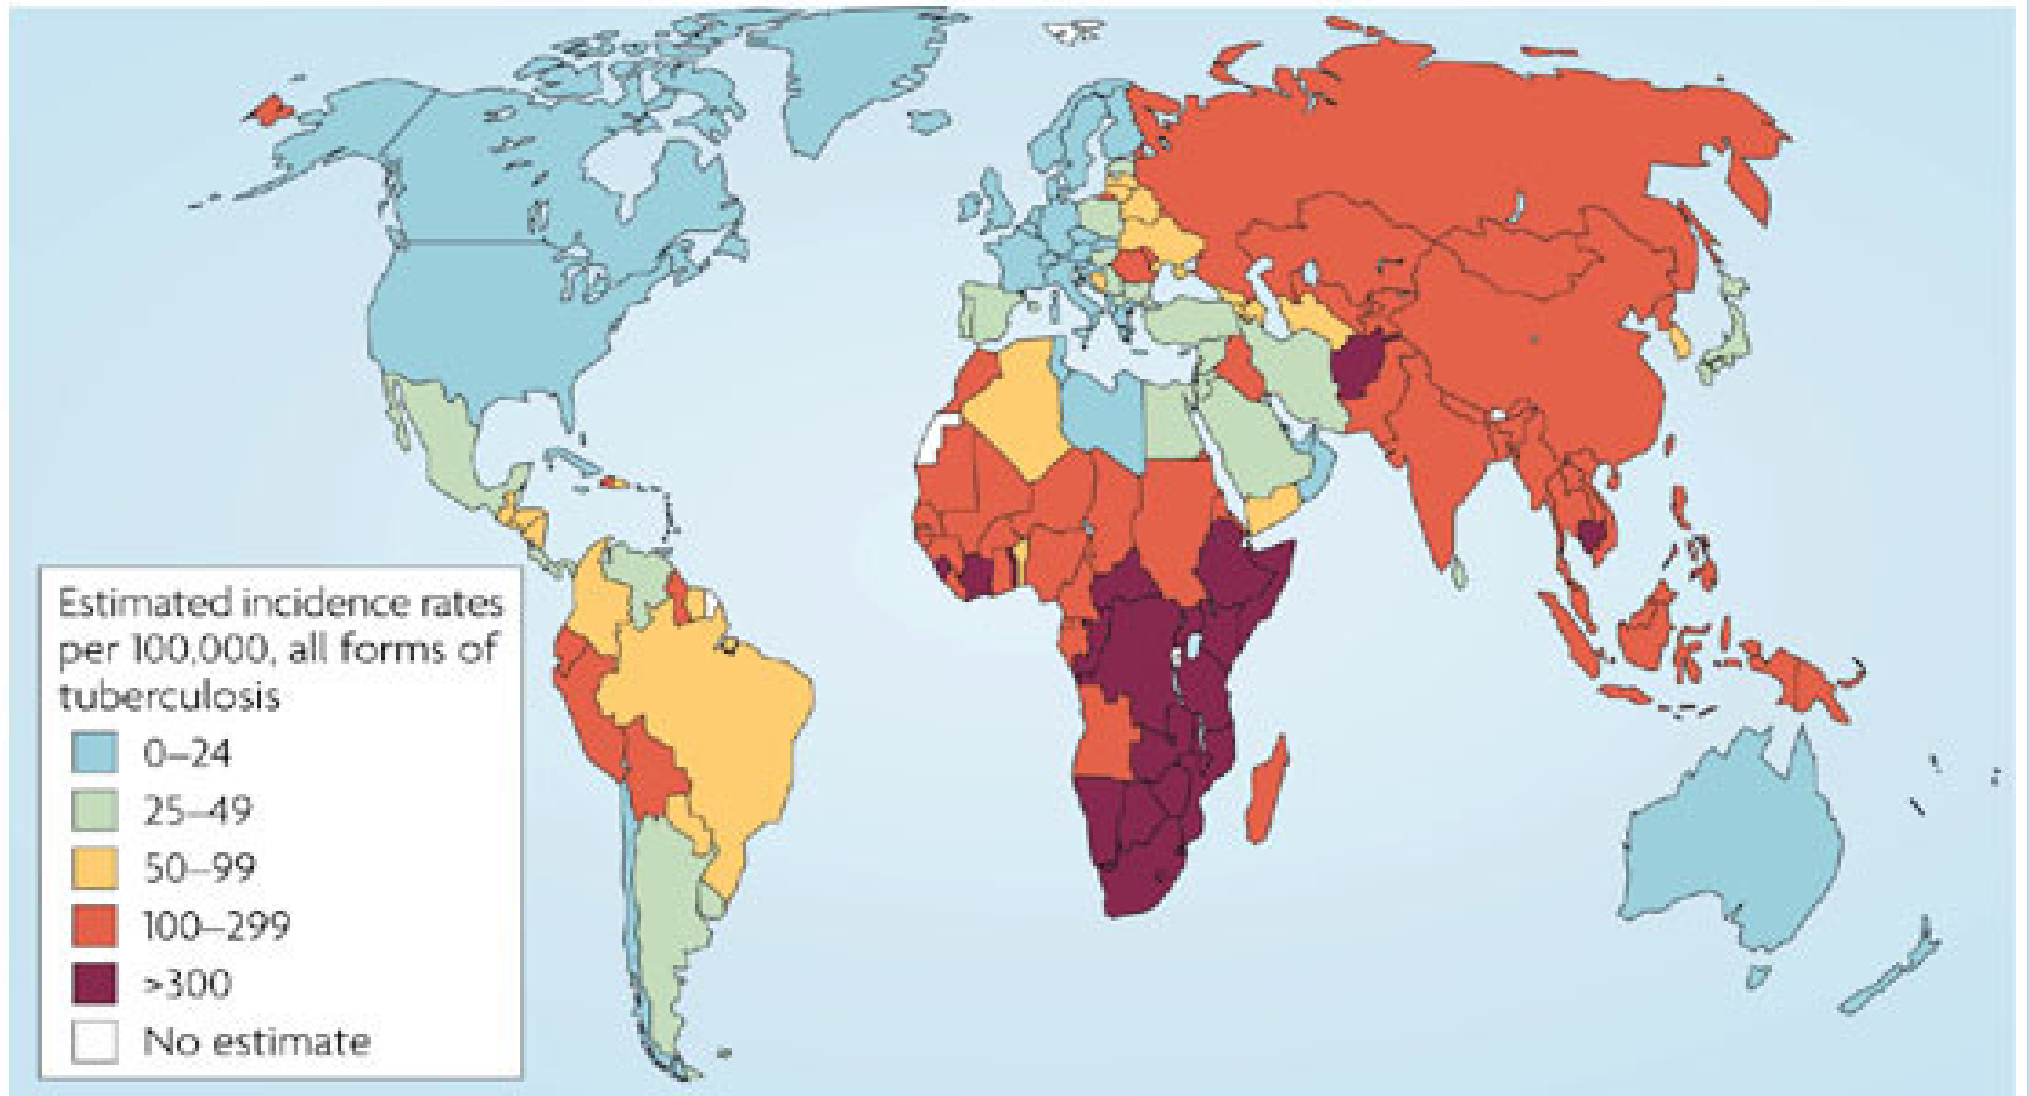 Estimated incidence rates
per 100,000, all forms of
tuberculosis
0–24
25–49
50–99
100–299
>300
No estimate